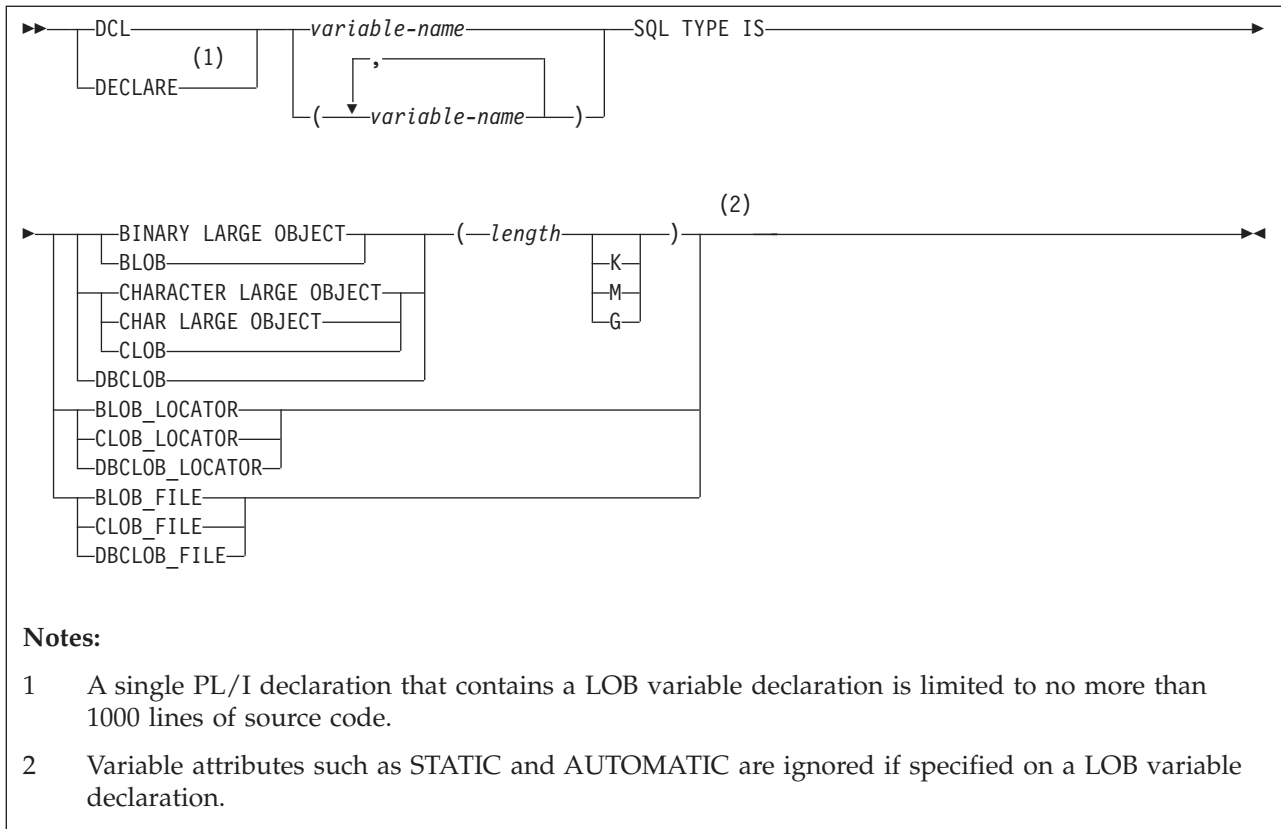 DCL variable-name SQL TYPE IS
(1) ,
DECLARE
( variable-name )
(2)
BINARY LARGE OBJECT ( length )
BLOB K
CHARACTER LARGE OBJECT M
CHAR LARGE OBJECT G
CLOB
DBCLOB
BLOB_LOCATOR
CLOB_LOCATOR
DBCLOB_LOCATOR
BLOB_FILE
CLOB_FILE
DBCLOB_FILE
Notes:
1 A single PL/I declaration that contains a LOB variable declaration is limited to no more than
1000 lines of source code.
2 Variable attributes such as STATIC and AUTOMATIC are ignored if specified on a LOB variable
declaration.